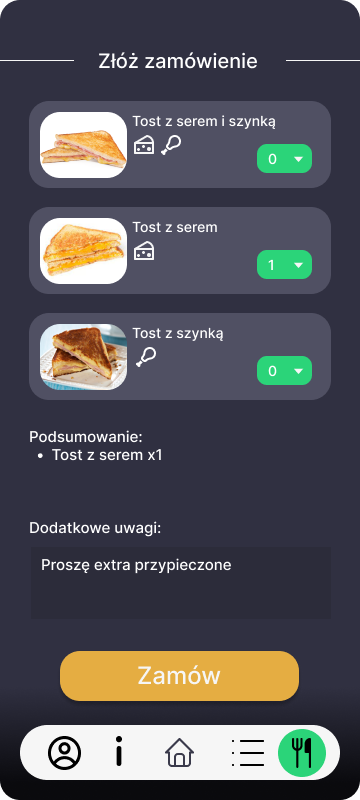 Złóż zamówienie
Tost z serem i szynką
0
Tost z serem
1
Tost z szynką
0
Podsumowanie:
• Tost z serem x1
Dodatkowe uwagi:
Proszę extra przypieczone
Zamów